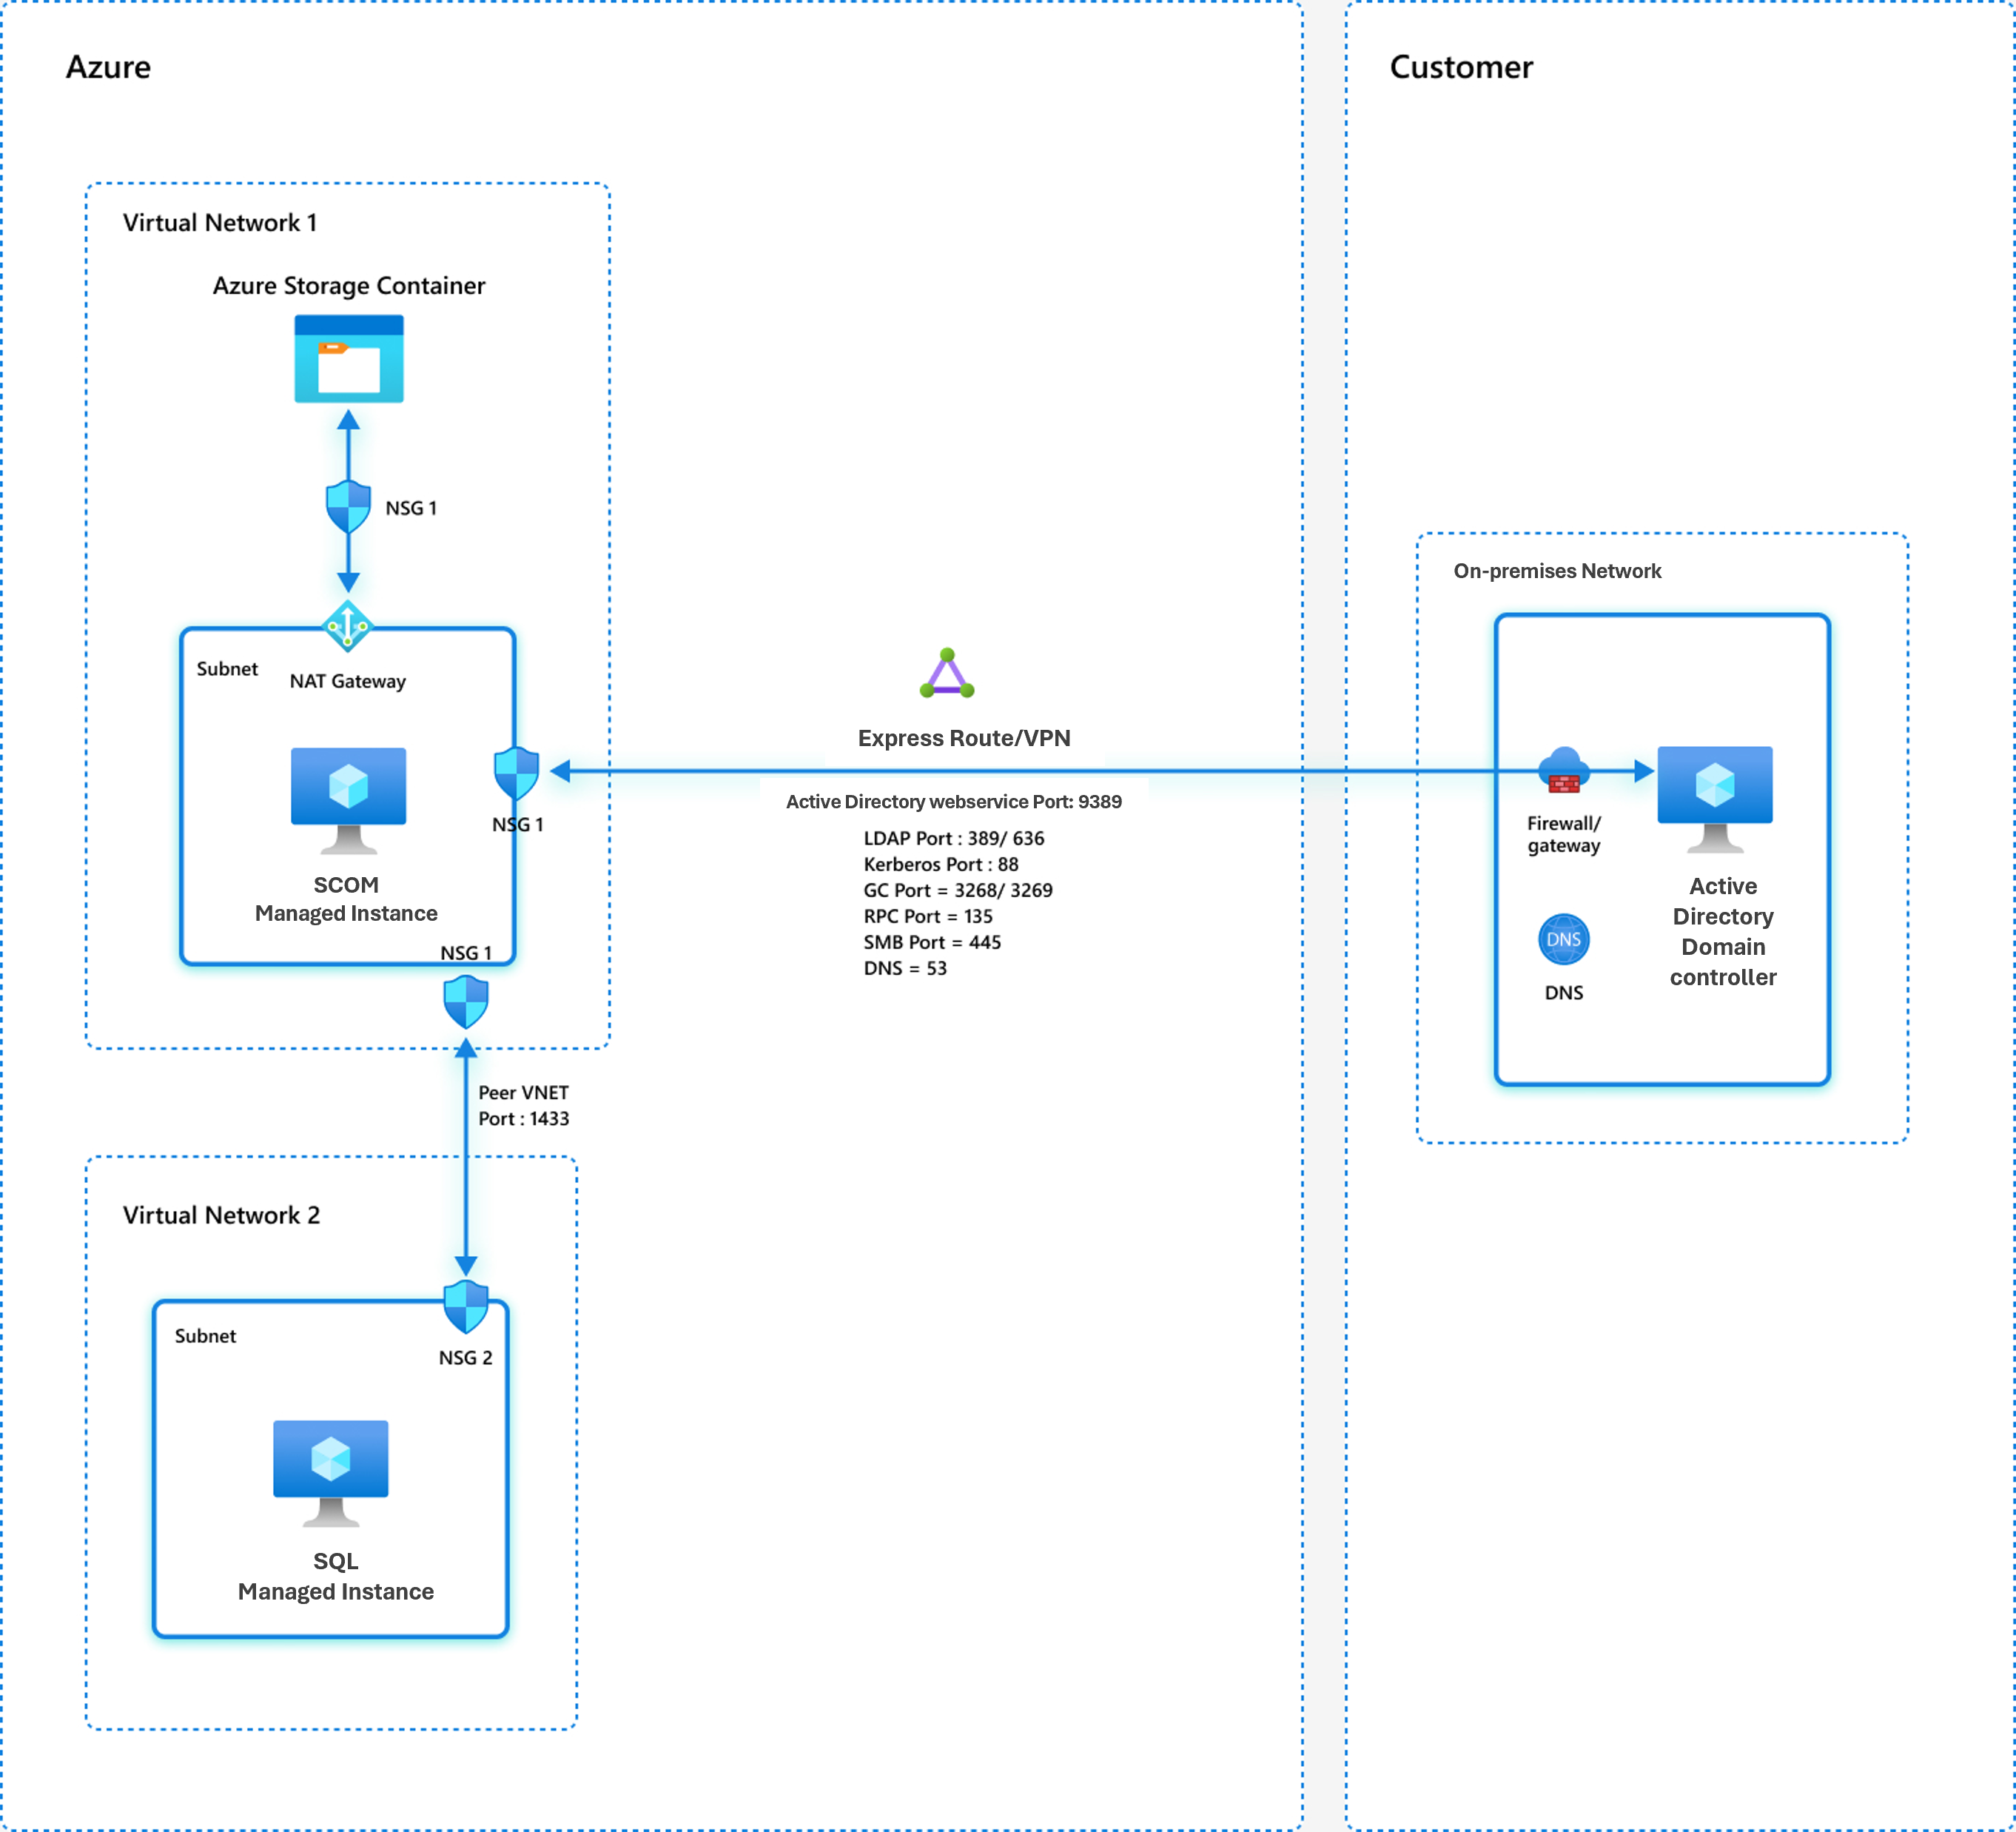 Azure
Customer
Virtual Network 1
Azure Storage Container
NSG 1
Subnet
NAT Gateway
NSG 1
SCOM
Managed Instance
NSG 1
Express Route/VPN
Active Directory webservice Port: 9389
LDAP Port : 389/ 636
Kerberos Port : 88
GC Port = 3268/ 3269
RPC Port = 135
SMB Port = 445
DNS = 53
On-premises Network
Firewall/
gateway
DNS
DNS
Active
Directory
Domain
controller
Peer VNET
Port : 1433
Virtual Network 2
Subnet
NSG 2
SQL
Managed Instance